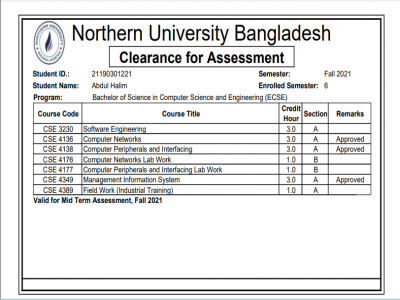 Northern University Bangladesh
Clearance for Assessment
Student ID.: 21190301221 Semester: Fall 2021
Student Name: Abdul Halim Enrolled Semester: 6
Program: Bachelor of Science in Computer Science and Engineering (ECSE)
Course Code Course Title Credit Hour Section Remarks
CSE 3230 Software Engineering 3.0 A
CSE 4136 Computer Networks 3.0 A Approved
CSE 4138 Computer Peripherals and Interfacing 3.0 A Approved
CSE 4176 Computer Networks Lab Work 1.0 B
CSE 4177 Computer Peripherals and Interfacing Lab Work 1.0 B
CSE 4349 Management Information System 3.0 A Approved
CSE 4389 Field Work (Industrial Training) 1.0 A
Valid for Mid Term Assessment, Fall 2021